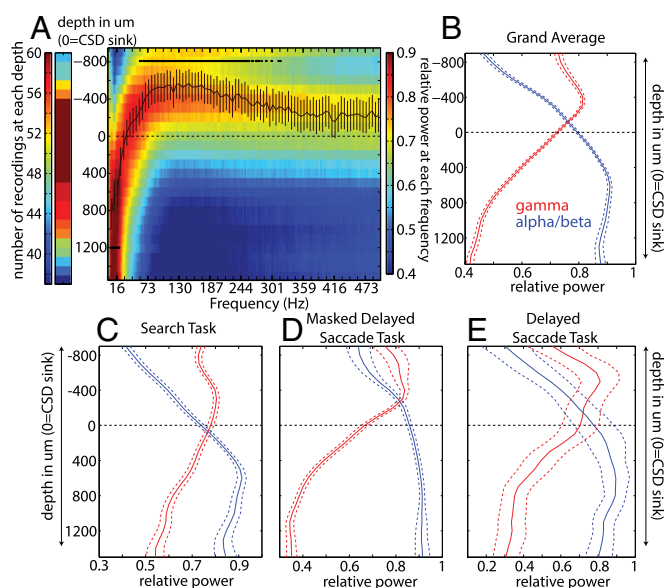 A
depth in um
(0=CSD sink)
number of recordings at each depth
60
56
52
48
44
40
-800
-400
0
400
800
1200
16 73 130 187 244 302 359 416 473
Frequency (Hz)
0.9
0.8
0.7
0.6
0.5
0.4
relative power at each frequency
B
Grand Average
-800
-400
0
400
800
1200
gamma
alpha/beta
0.4 0.6 0.8 1
relative power
depth in um (0=CSD sink)
C
Search Task
depth in um (0=CSD sink)
-800
-400
0
400
800
1200
0.3 0.5 0.7 0.9
relative power
D
Masked Delayed
Saccade Task
0.4 0.6 0.8 1
relative power
E
Delayed
Saccade Task
0.2 0.4 0.6 0.8 1
relative power
depth in um (0=CSD sink)